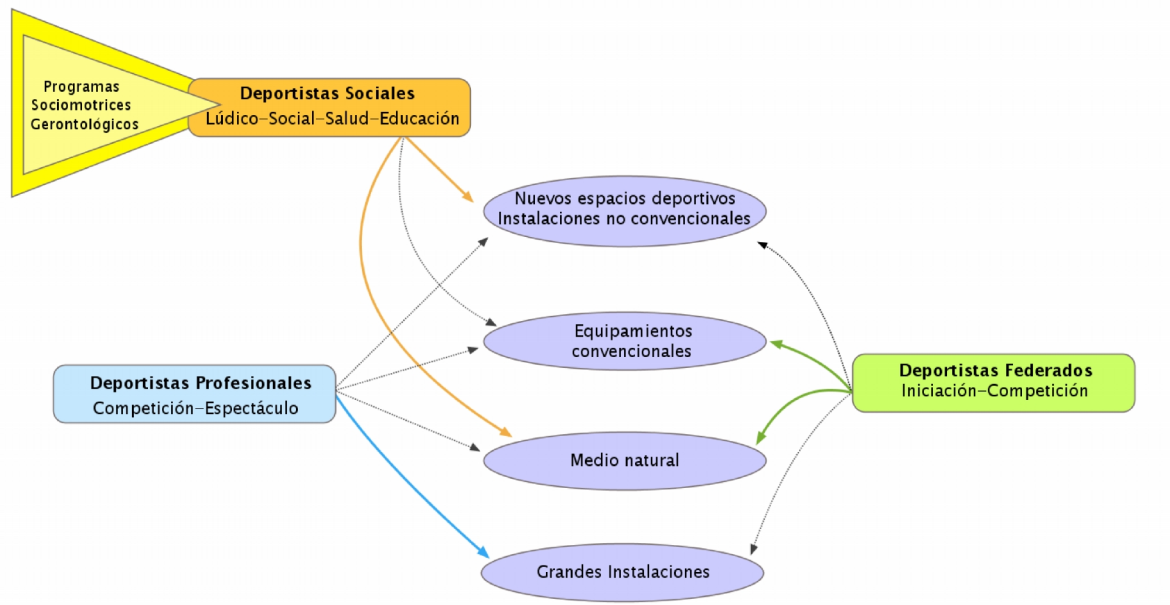 Programas
Sociomotrices
Gerontológicos
Deportistas Sociales
Lúdico-Social-Salud-Educación
Nuevos espacios deportivos
Instalaciones no convencionales
Equipamientos
convencionales
Deportistas Profesionales
Competición-Espectáculo
Deportistas Federados
Iniciación-Competición
Medio natural
Grandes Instalaciones